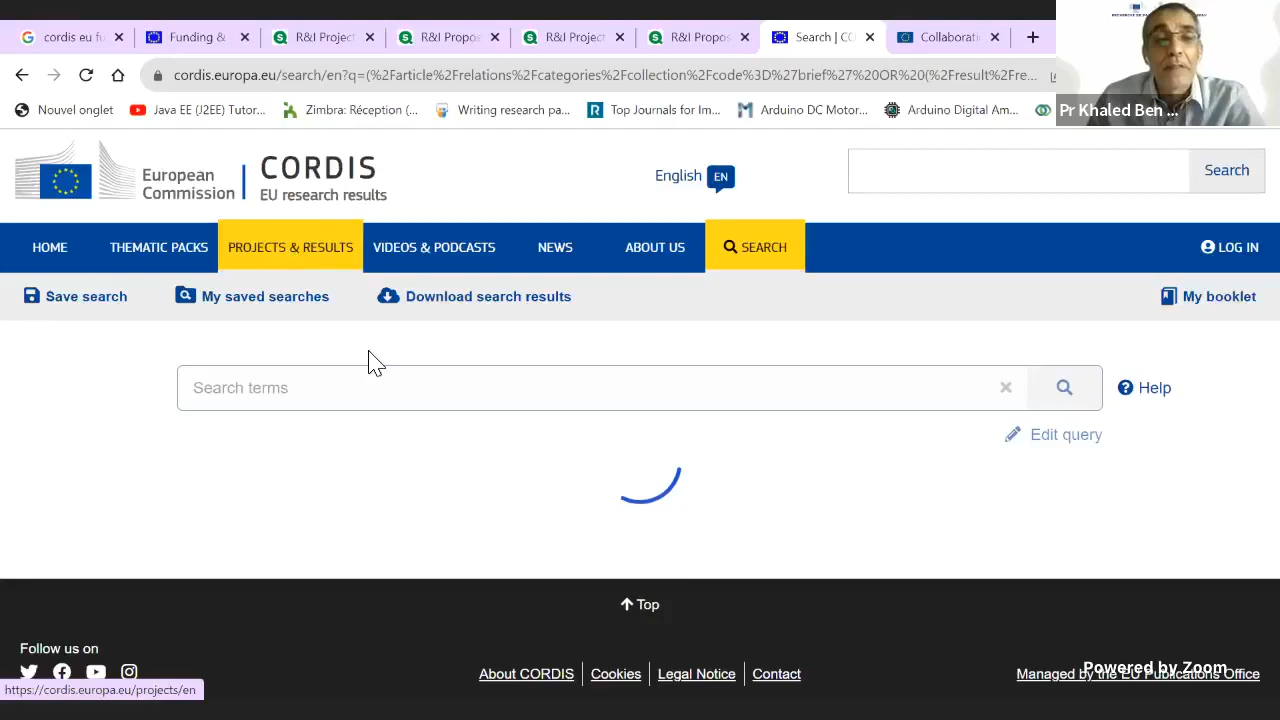 cordis eu fu
Funding &
R&I Projec
R&I Projec
R&I Project
R&I Propos
Search | CO
Collaborati
cordis.europa.eu/search/en?q=(%2Farticle%2Frelations%2Fcategories%2Fcollection%2Fcode%3D%27brief%27%20OR%20(%2Fresult%2Fre...
Nouvel onglet
Java EE (J2EE) Tutor...
Zimbra: Réception (...
Writing research pa...
Top Journals for Im...
Arduino DC Motor...
Arduino Digital Am...
Pr Khaled Ben ...
European
Commission
CORDIS
EU research results
English EN
Search
HOME
THEMATIC PACKS
PROJECTS & RESULTS
VIDEOS & PODCASTS
NEWS
ABOUT US
SEARCH
LOG IN
Save search
My saved searches
Download search results
My booklet
Search terms
Help
Edit query
Top
Follow us on
About CORDIS
Cookies
Legal Notice
Contact
Managed by the EU Publications Office
Powered by Zoom
https://cordis.europa.eu/projects/en